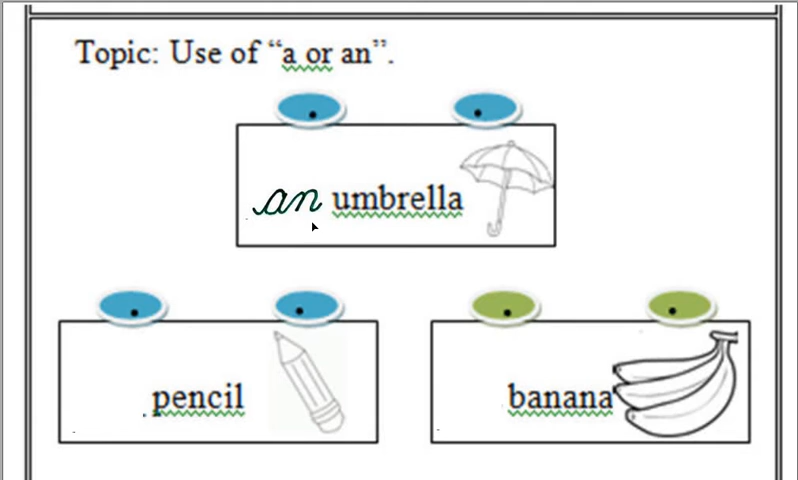 Topic: Use of “a or an”.
an umbrella
pencil
banana